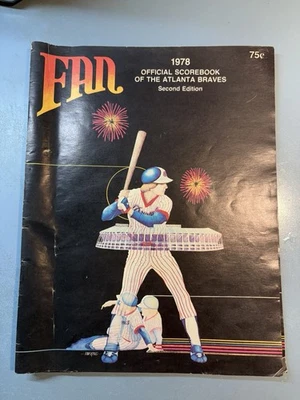 FAN
75¢
1978
OFFICIAL SCOREBOOK
OF THE ATLANTA BRAVES
Second Edition